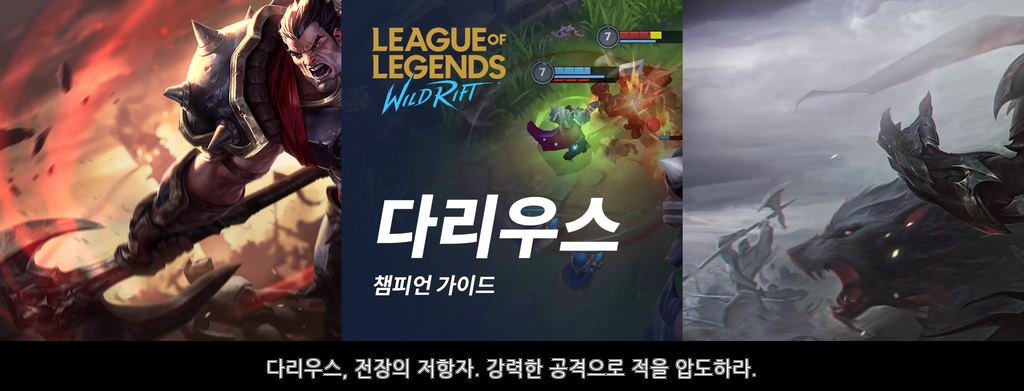 LEAGUE OF
LEGENDS
WILD RIFT
7
7
다리우스
챔피언 가이드
다리우스, 전장의 저항자. 강력한 공격으로 적을 압도하라.